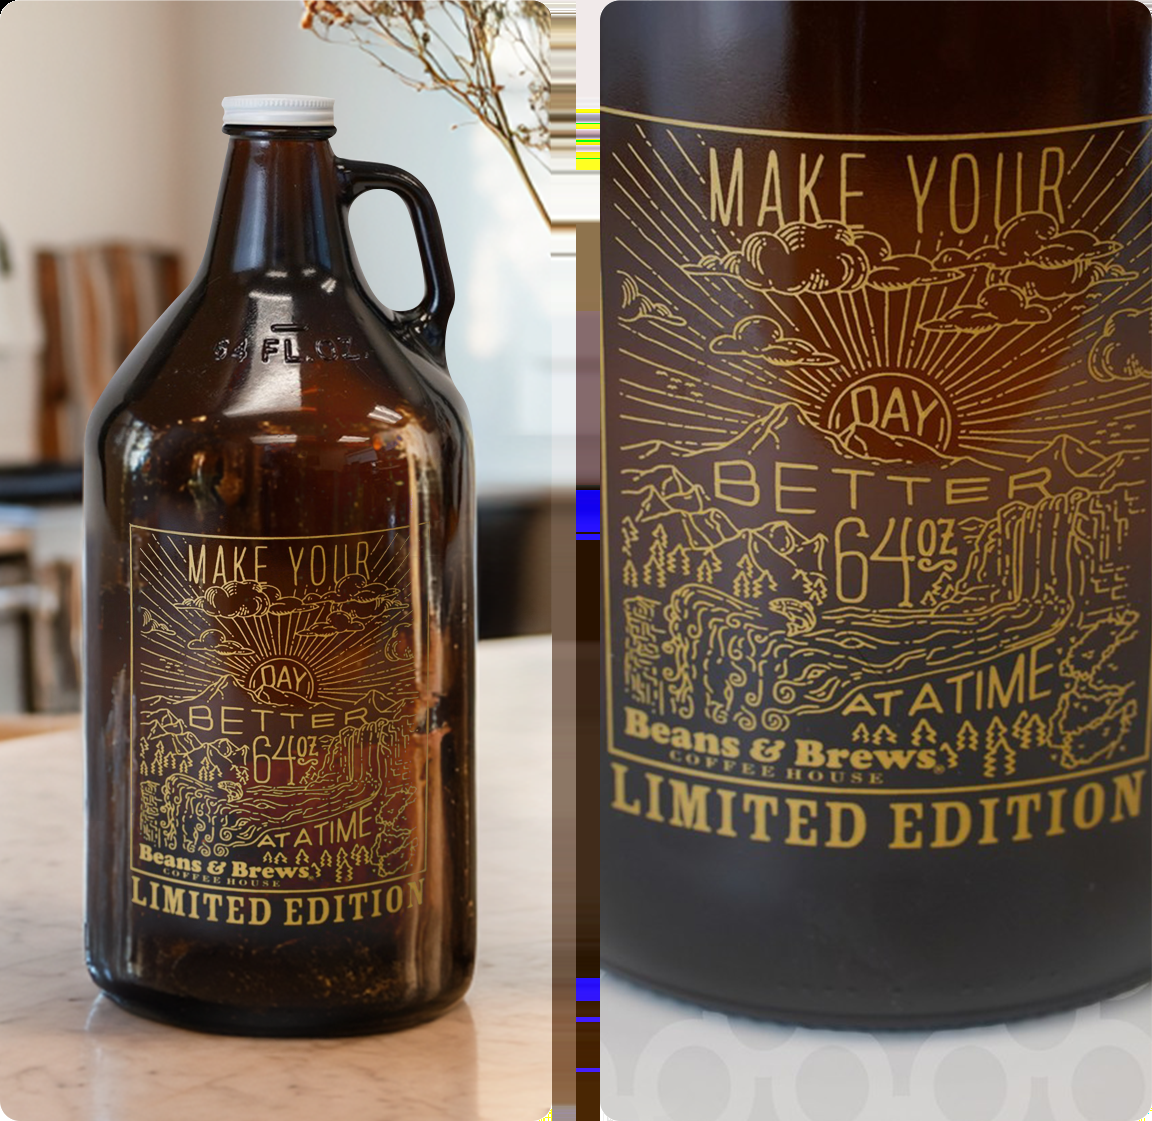 64 FL.OZ.
MAKE YOUR
DAY
BETTER
64oz
AT A TIME
Beans & Brews®
COFFEE HOUSE
LIMITED EDITION
MAKE YOUR
DAY
BETTER
64oz
AT A TIME
Beans & Brews®
COFFEE HOUSE
LIMITED EDITION